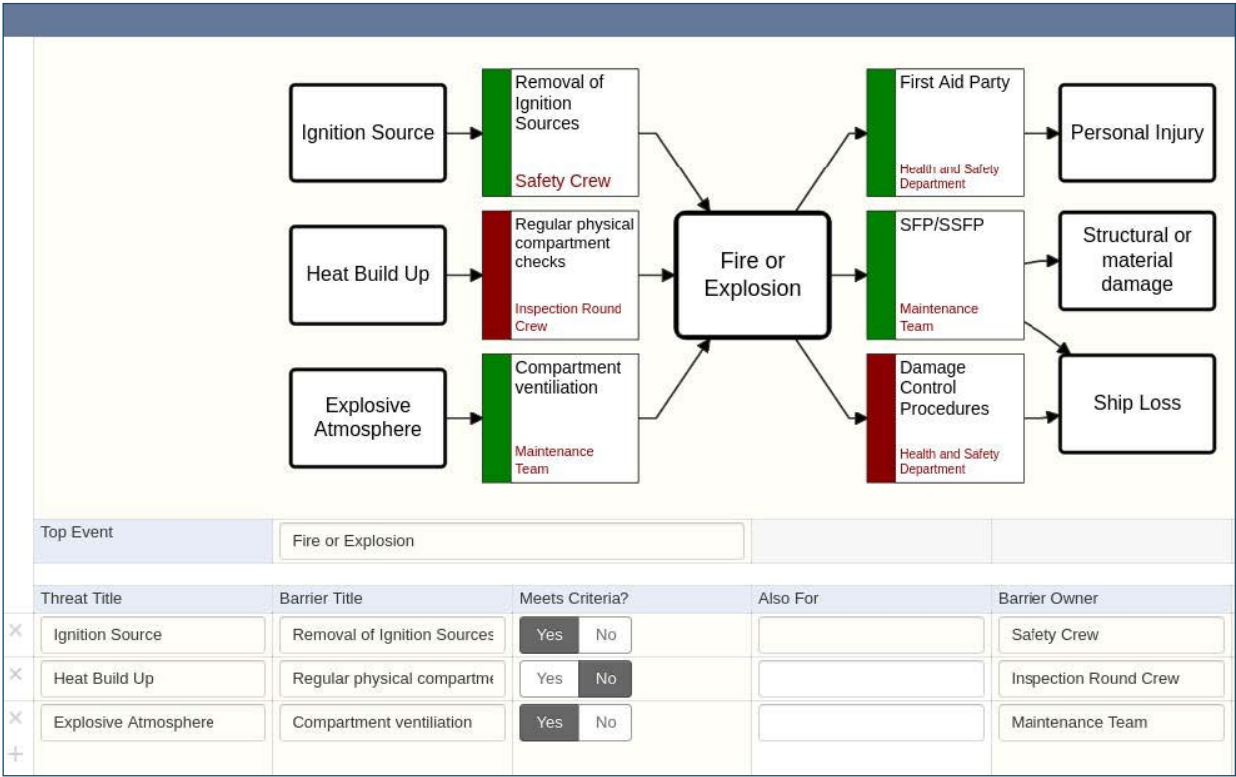 Ignition Source
Removal of
Ignition
Sources
Safety Crew
First Aid Party
Health and Safety
Department
Personal Injury
Heat Build Up
Regular physical
compartment
checks
Inspection Round
Crew
Fire or
Explosion
SFP/SSFP
Maintenance
Team
Structural or
material
damage
Explosive
Atmosphere
Compartment
ventiliation
Maintenance
Team
Damage
Control
Procedures
Health and Safety
Department
Ship Loss
Top Event Fire or Explosion
Threat Title Barrier Title Meets Criteria? Also For Barrier Owner
Ignition Source Removal of Ignition Sources Yes No Safety Crew
Heat Build Up Regular physical compartme Yes No Inspection Round Crew
Explosive Atmosphere Compartment ventiliation Yes No Maintenance Team